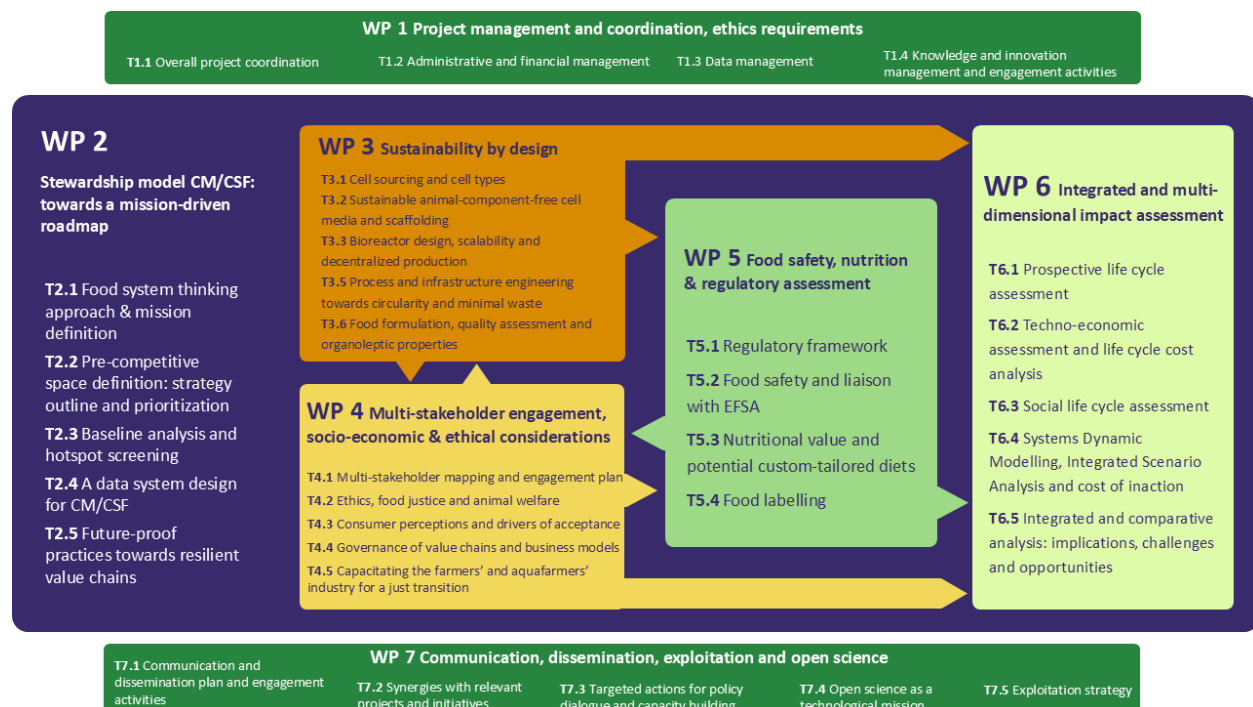 WP 1 Project management and coordination, ethics requirements
T1.1 Overall project coordination
T1.2 Administrative and financial management
T1.3 Data management
T1.4 Knowledge and innovation
management and engagement activities
WP 2
Stewardship model CM/CSF:
towards a mission-driven
roadmap
T2.1 Food system thinking
approach & mission
definition
T2.2 Pre-competitive
space definition: strategy
outline and prioritization
T2.3 Baseline analysis and
hotspot screening
T2.4 A data system design
for CM/CSF
T2.5 Future-proof
practices towards resilient
value chains
WP 3 Sustainability by design
T3.1 Cell sourcing and cell types
T3.2 Sustainable animal-component-free cell
media and scaffolding
T3.3 Bioreactor design, scalability and
decentralized production
T3.5 Process and infrastructure engineering
towards circularity and minimal waste
T3.6 Food formulation, quality assessment and
organoleptic properties
WP 4 Multi-stakeholder engagement,
socio-economic & ethical considerations
T4.1 Multi-stakeholder mapping and engagement plan
T4.2 Ethics, food justice and animal welfare
T4.3 Consumer perceptions and drivers of acceptance
T4.4 Governance of value chains and business models
T4.5 Capacitating the farmers’ and aquafarmers’
industry for a just transition
WP 5 Food safety, nutrition
& regulatory assessment
T5.1 Regulatory framework
T5.2 Food safety and liaison
with EFSA
T5.3 Nutritional value and
potential custom-tailored diets
T5.4 Food labelling
WP 6 Integrated and multi-
dimensional impact assessment
T6.1 Prospective life cycle
assessment
T6.2 Techno-economic
assessment and life cycle cost
analysis
T6.3 Social life cycle assessment
T6.4 Systems Dynamic
Modelling, Integrated Scenario
Analysis and cost of inaction
T6.5 Integrated and comparative
analysis: implications, challenges
and opportunities
WP 7 Communication, dissemination, exploitation and open science
T7.1 Communication and
dissemination plan and engagement
activities
T7.2 Synergies with relevant
projects and initiatives
T7.3 Targeted actions for policy
dialogue and capacity building
T7.4 Open science as a
technological mission
T7.5 Exploitation strategy